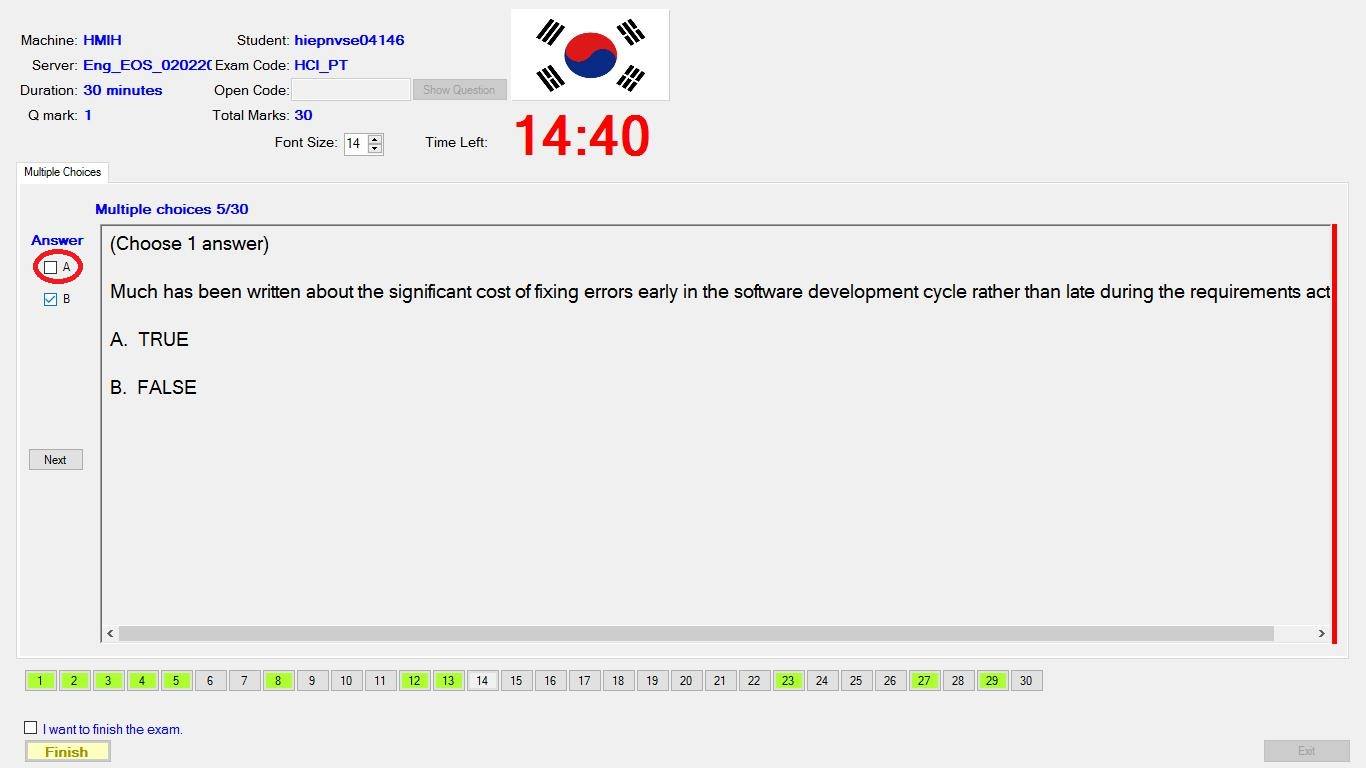 Machine: HMIH Student: hiepnvse04146
Server: Eng_EOS_02022 Exam Code: HCI_PT
Duration: 30 minutes Open Code: Show Question
Q mark: 1 Total Marks: 30
Font Size: 14 Time Left: 14:40
Multiple Choices
Multiple choices 5/30
Answer
A
B
(Choose 1 answer)
Much has been written about the significant cost of fixing errors early in the software development cycle rather than late during the requirements act
A. TRUE
B. FALSE
Next
1 2 3 4 5 6 7 8 9 10 11 12 13 14 15 16 17 18 19 20 21 22 23 24 25 26 27 28 29 30
I want to finish the exam.
Finish
Exit